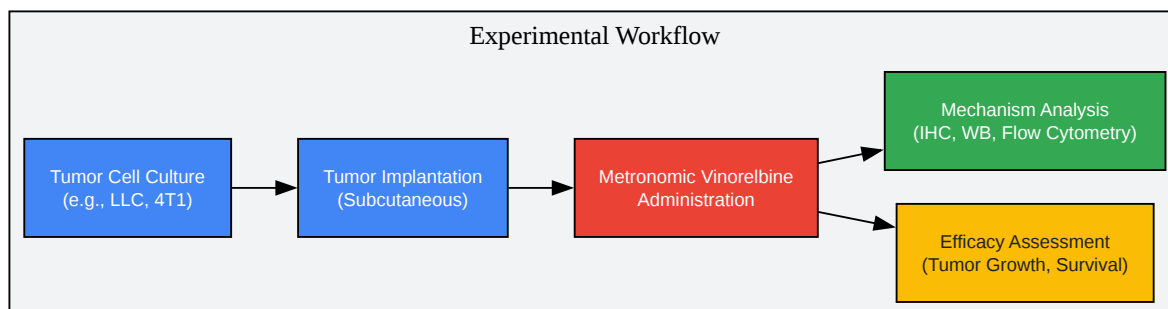 Experimental Workflow
Tumor Cell Culture
(e.g., LLC, 4T1)
Tumor Implantation
(Subcutaneous)
Metronomic Vinorelbine
Administration
Mechanism Analysis
(IHC, WB, Flow Cytometry)
Efficacy Assessment
(Tumor Growth, Survival)